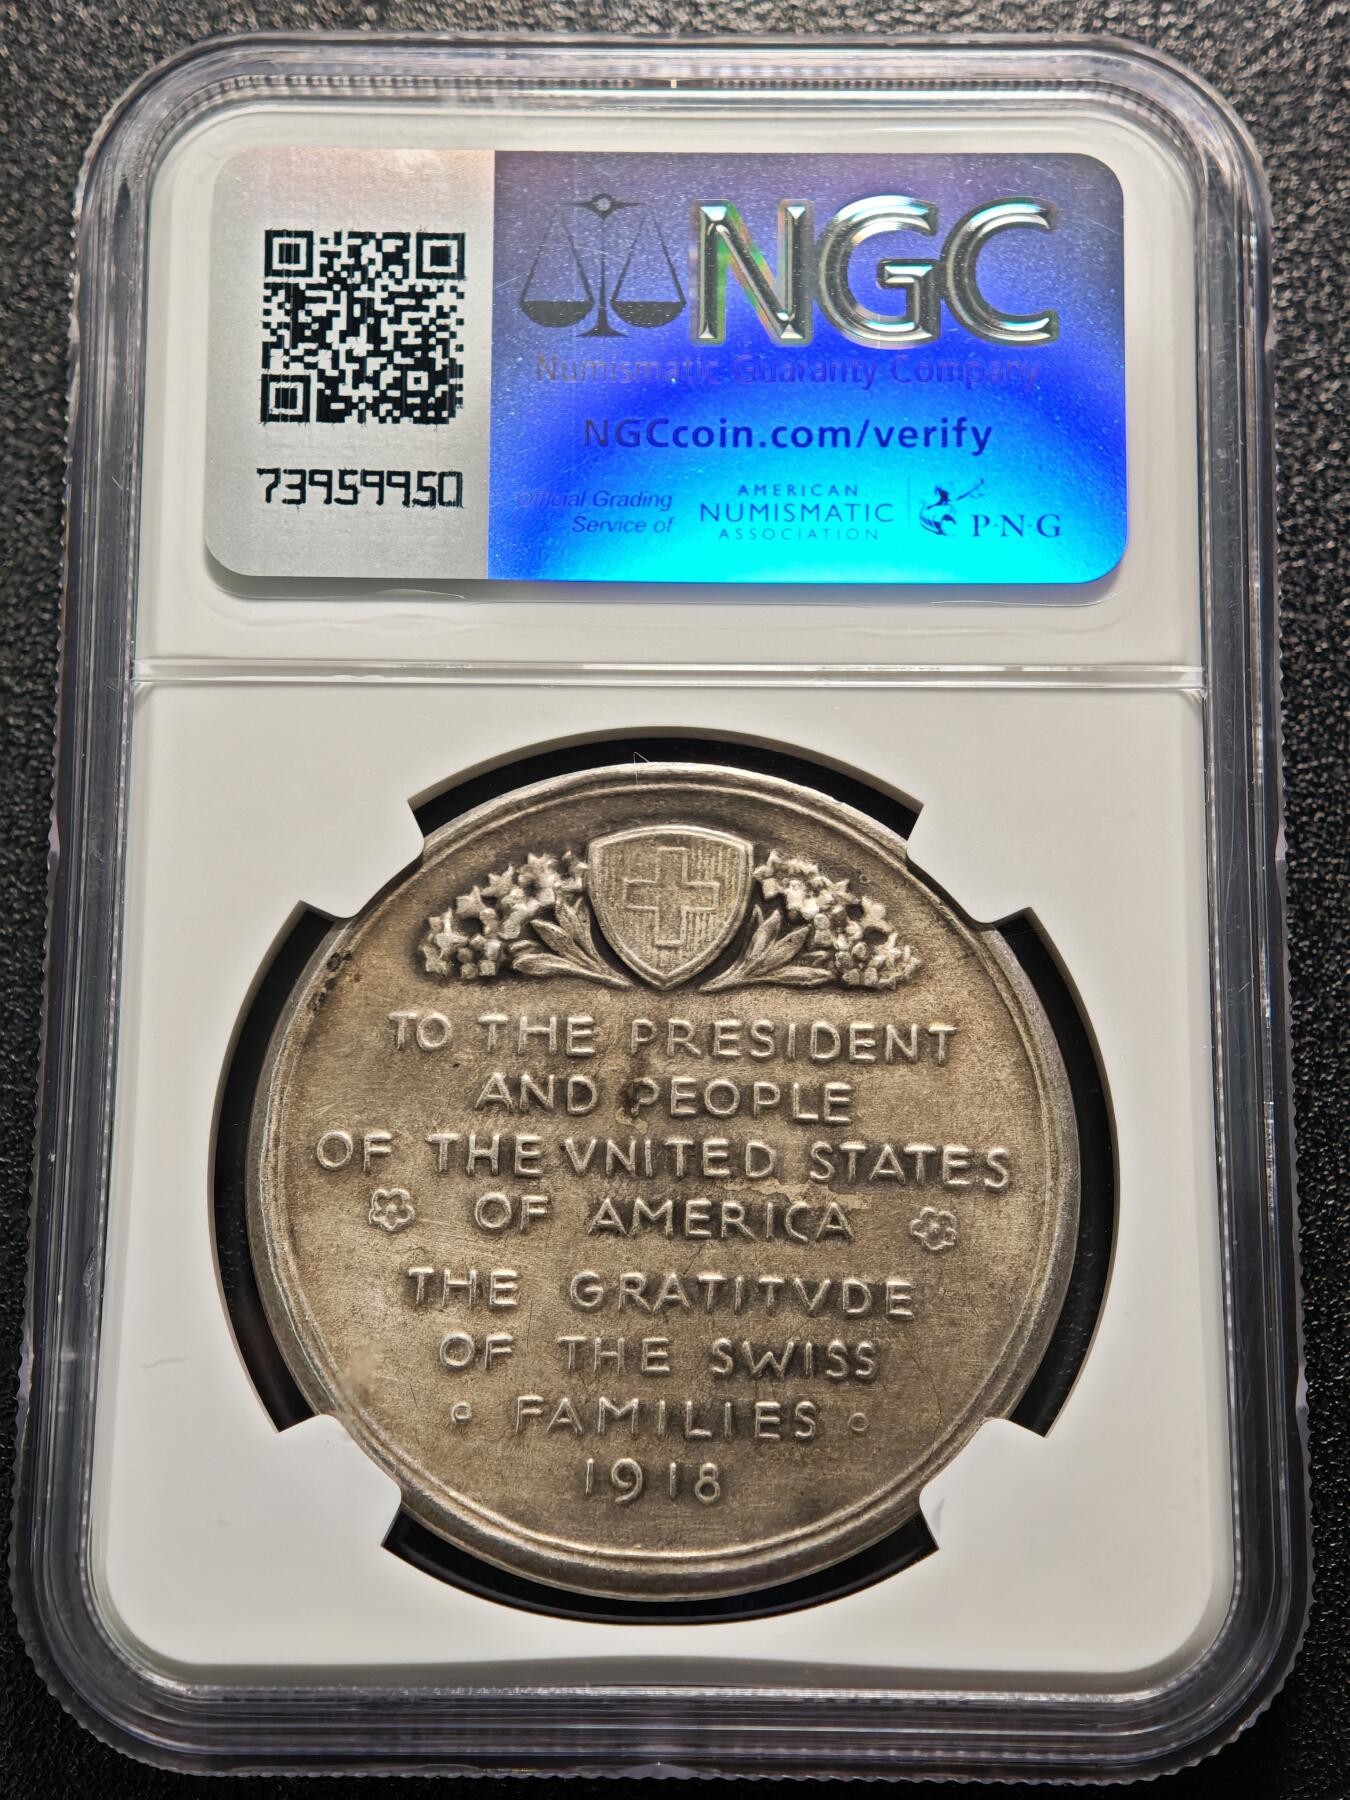 NGC
Numismatic Guaranty Company
NGCcoin.com/verify
73959950
Official Grading
Service of
AMERICAN
NUMISMATIC
ASSOCIATION
P·N·G
TO THE PRESIDENT
AND PEOPLE
OF THE VNITED STATES
OF AMERICA
THE GRATITVDE
OF THE SWISS
FAMILIES
1918